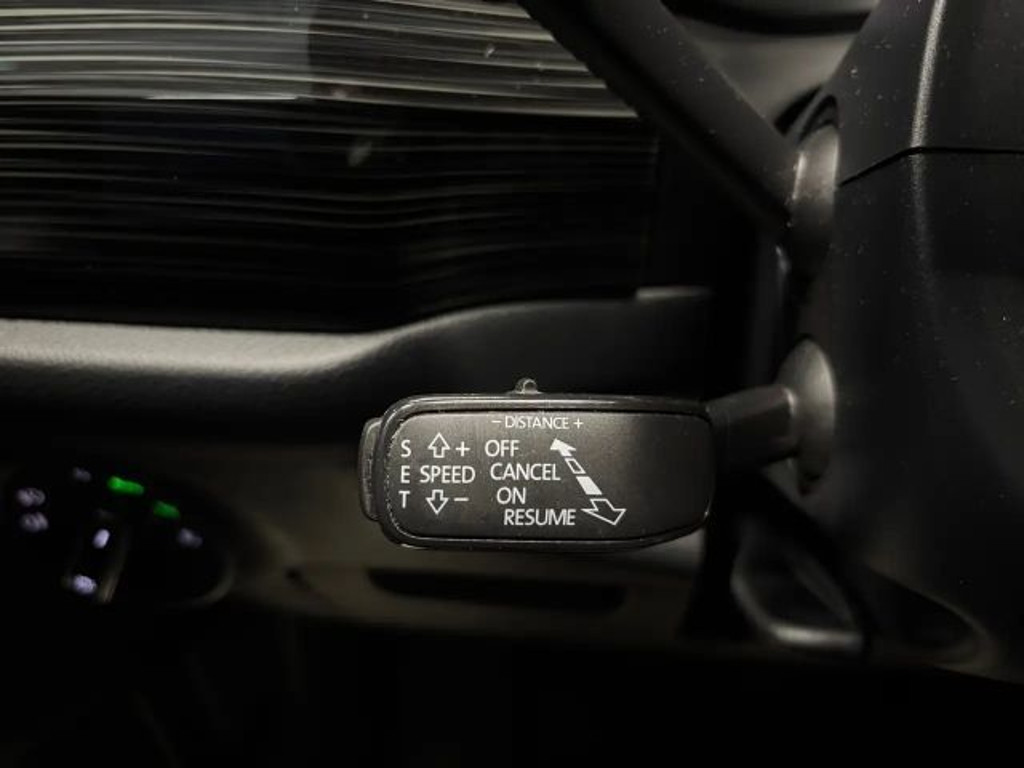 − DISTANCE +
S + OFF
E SPEED CANCEL
T − ON
RESUME